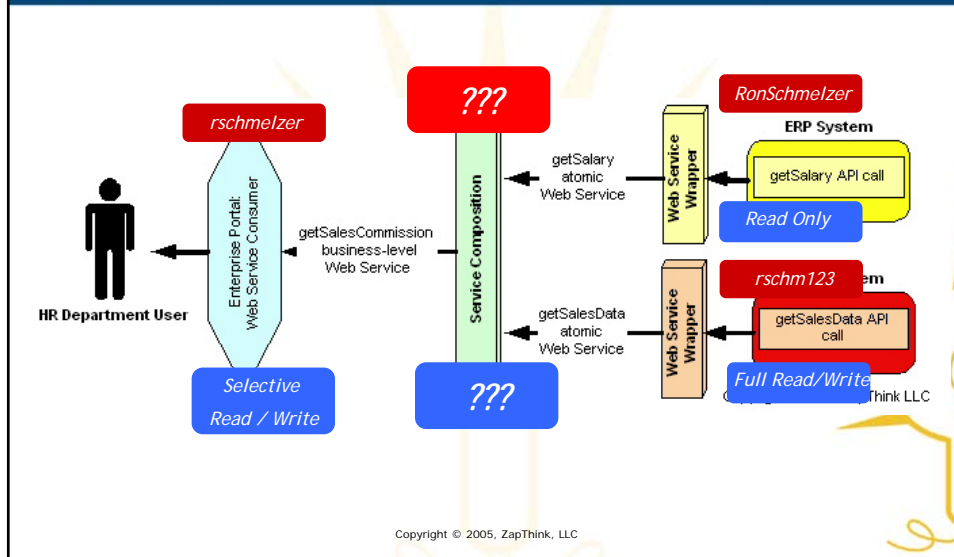 ???
RonSchmelzer
rschmelzer
ERP System
getSalary
atomic
Web Service
Web Service
Wrapper
getSalary API call
Read Only
Enterprise Portal:
Web Service Consumer
getSalesCommission
business-level
Web Service
Service Composition
HR Department User
rschm123
getSalesData
atomic
Web Service
Web Service
Wrapper
getSalesData API
call
Selective
Read / Write
???
Full Read/Write
Think LLC
Copyright © 2005, ZapThink, LLC